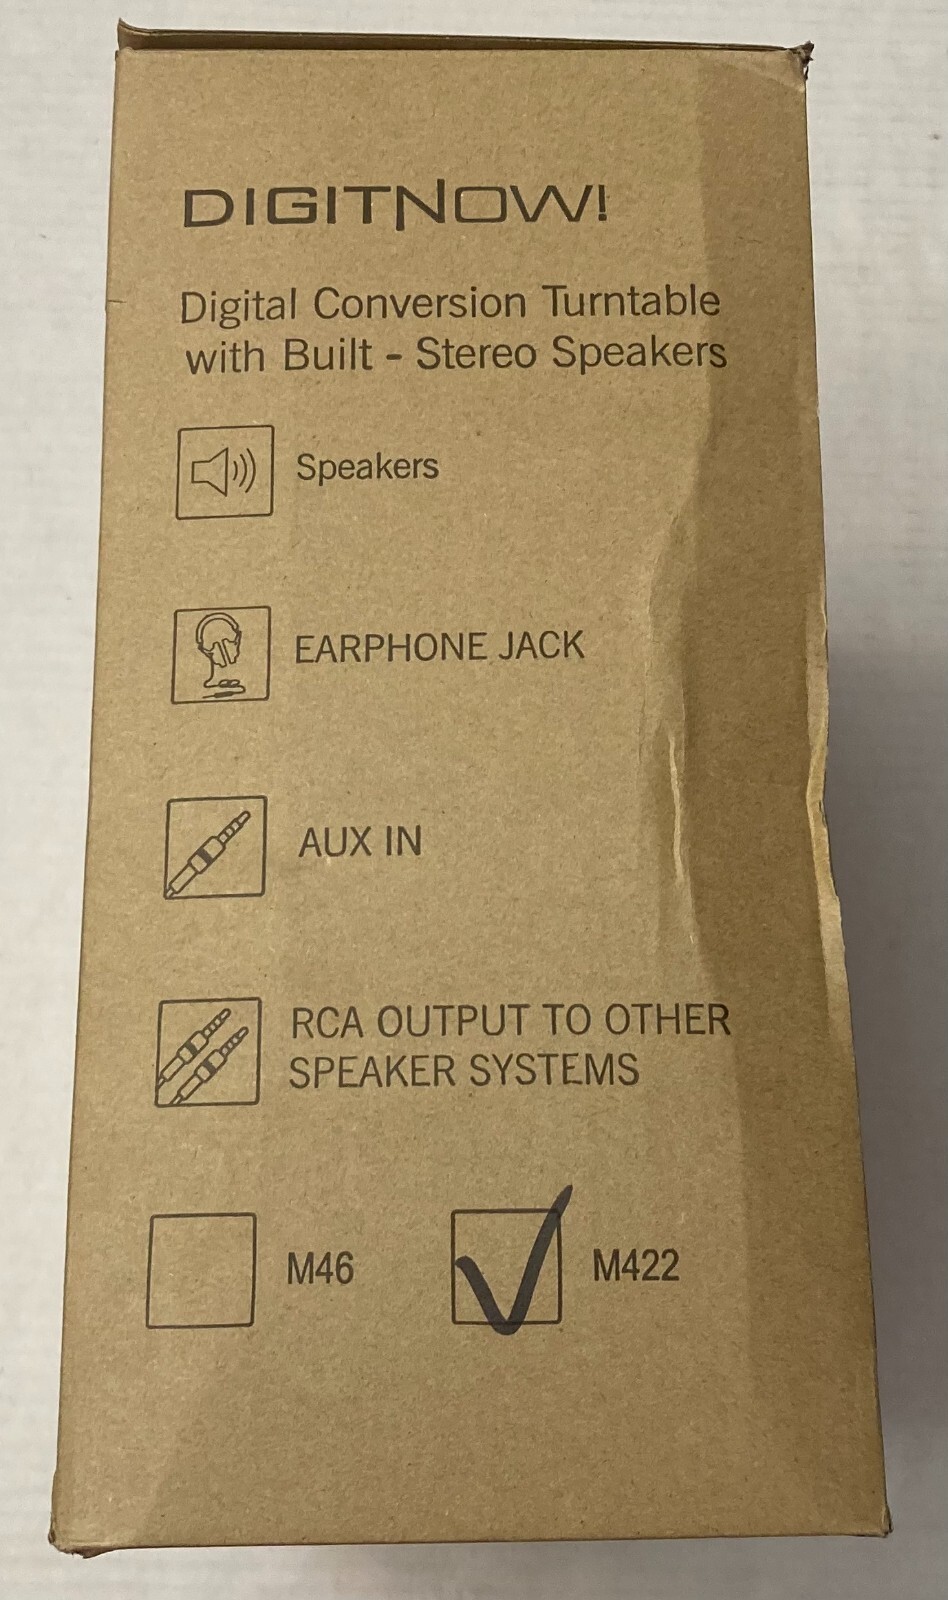 DIGITNOW!
Digital Conversion Turntable
with Built - Stereo Speakers
Speakers
EARPHONE JACK
AUX IN
RCA OUTPUT TO OTHER
SPEAKER SYSTEMS
M46 M422